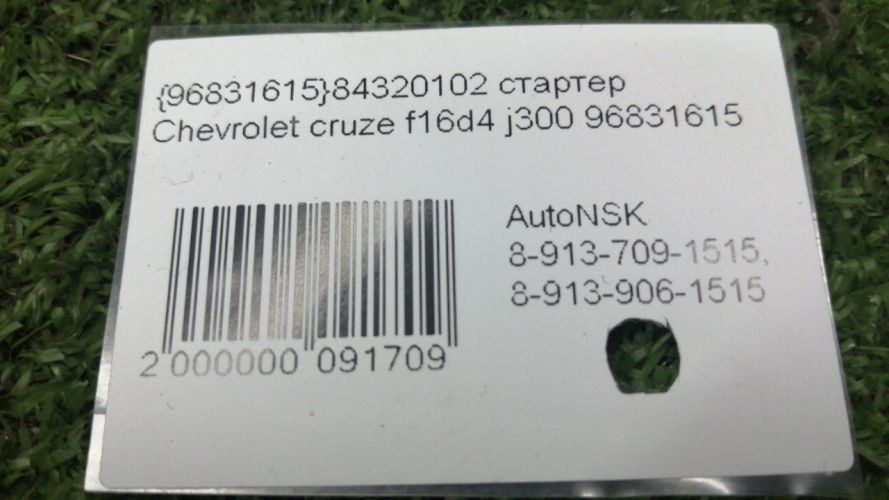 {96831615}84320102 стартер
Chevrolet cruze f16d4 j300 96831615
AutoNSK
8-913-709-1515,
8-913-906-1515
2 000000 091709